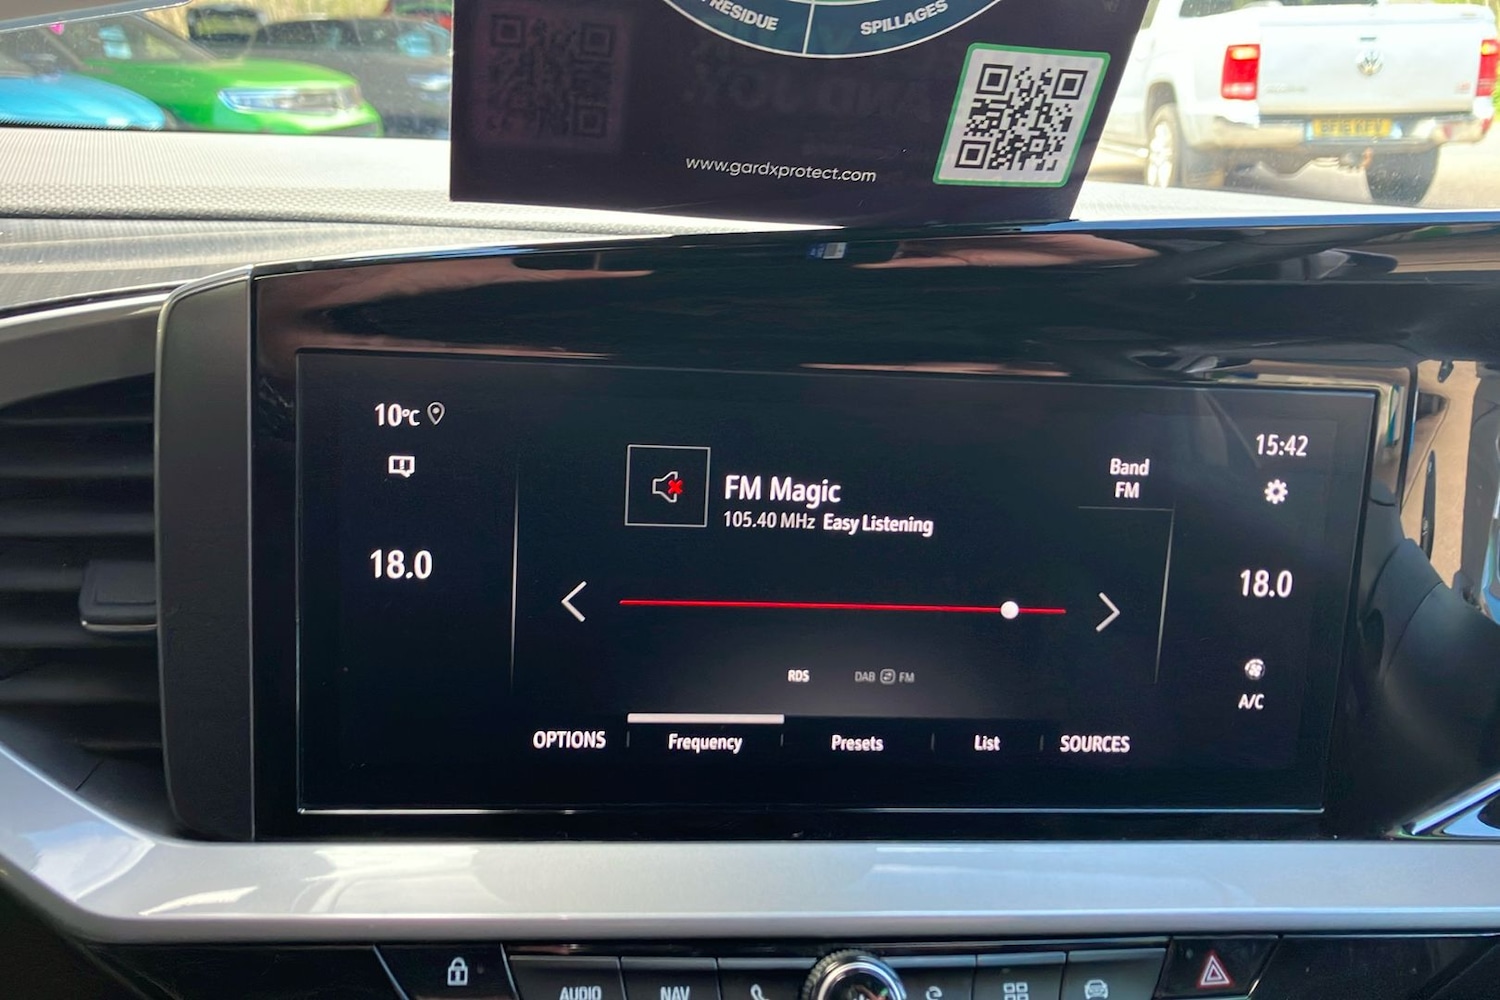 RESIDUE
SPILLAGES
www.gardxprotect.com
10°C
15:42
FM Magic
105.40 MHz Easy Listening
Band
FM
18.0
18.0
RDS
DAB FM
A/C
OPTIONS
Frequency
Presets
List
SOURCES
AUDIO
NAV